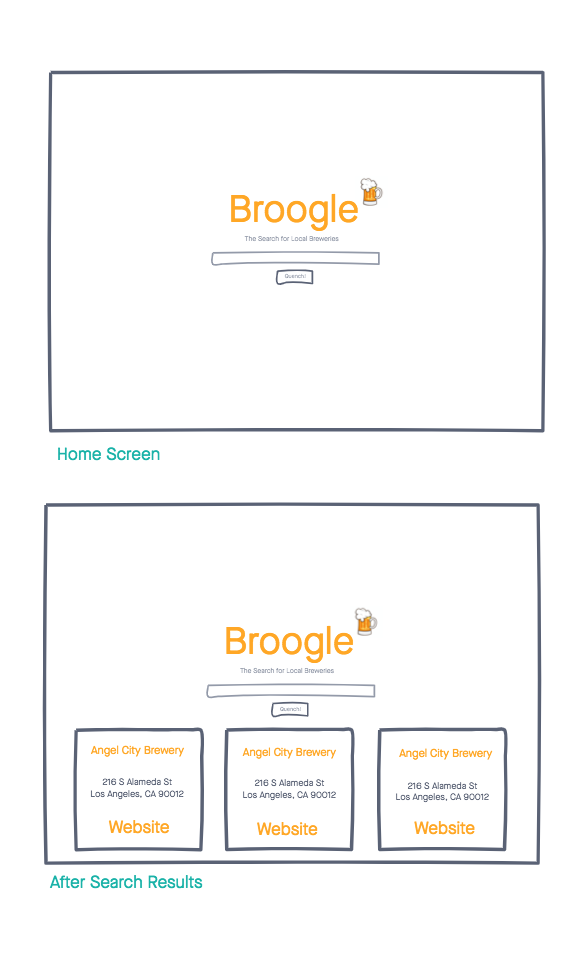 Broogle
The Search for Local Breweries
Quench!
Home Screen
Broogle
The Search for Local Breweries
Quench!
Angel City Brewery
216 S Alameda St
Los Angeles, CA 90012
Website
Angel City Brewery
216 S Alameda St
Los Angeles, CA 90012
Website
Angel City Brewery
216 S Alameda St
Los Angeles, CA 90012
Website
After Search Results